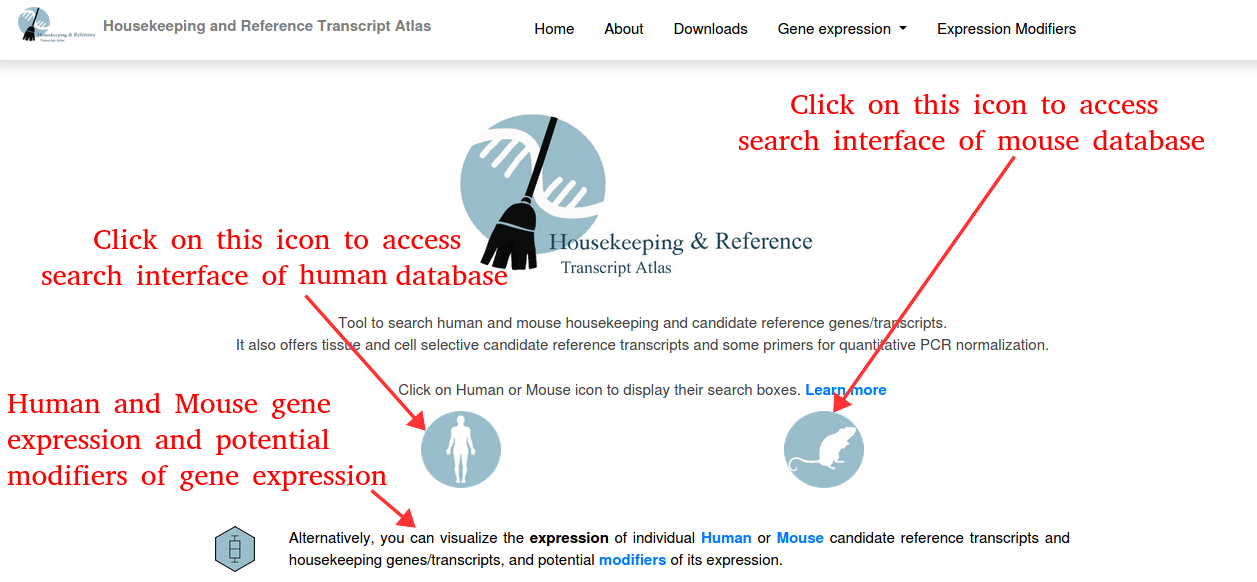 Housekeeping and Reference Transcript Atlas
Home About Downloads Gene expression Expression Modifiers
Housekeeping & Reference
Transcript Atlas
Click on this icon to access
search interface of mouse database
Housekeeping & Reference
Transcript Atlas
Click on this icon to access
search interface of human database
Tool to search human and mouse housekeeping and candidate reference genes/transcripts.
It also offers tissue and cell selective candidate reference transcripts and some primers for quantitative PCR normalization.
Click on Human or Mouse icon to display their search boxes. Learn more
Human and Mouse gene
expression and potential
modifiers of gene expression
Alternatively, you can visualize the expression of individual Human or Mouse candidate reference transcripts and
housekeeping genes/transcripts, and potential modifiers of its expression.